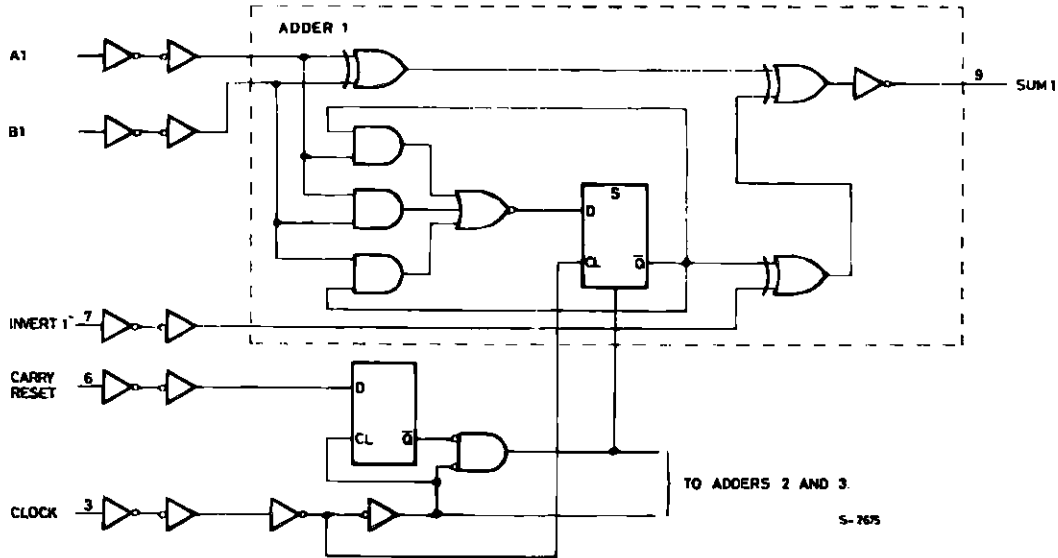 ADDER 1
A1
9
SUM 1
B1
S
D
CL
Q
INVERT 1
7
CARRY
RESET
6
D
CL
Q
TO ADDERS 2 AND 3.
CLOCK
3
S-2675